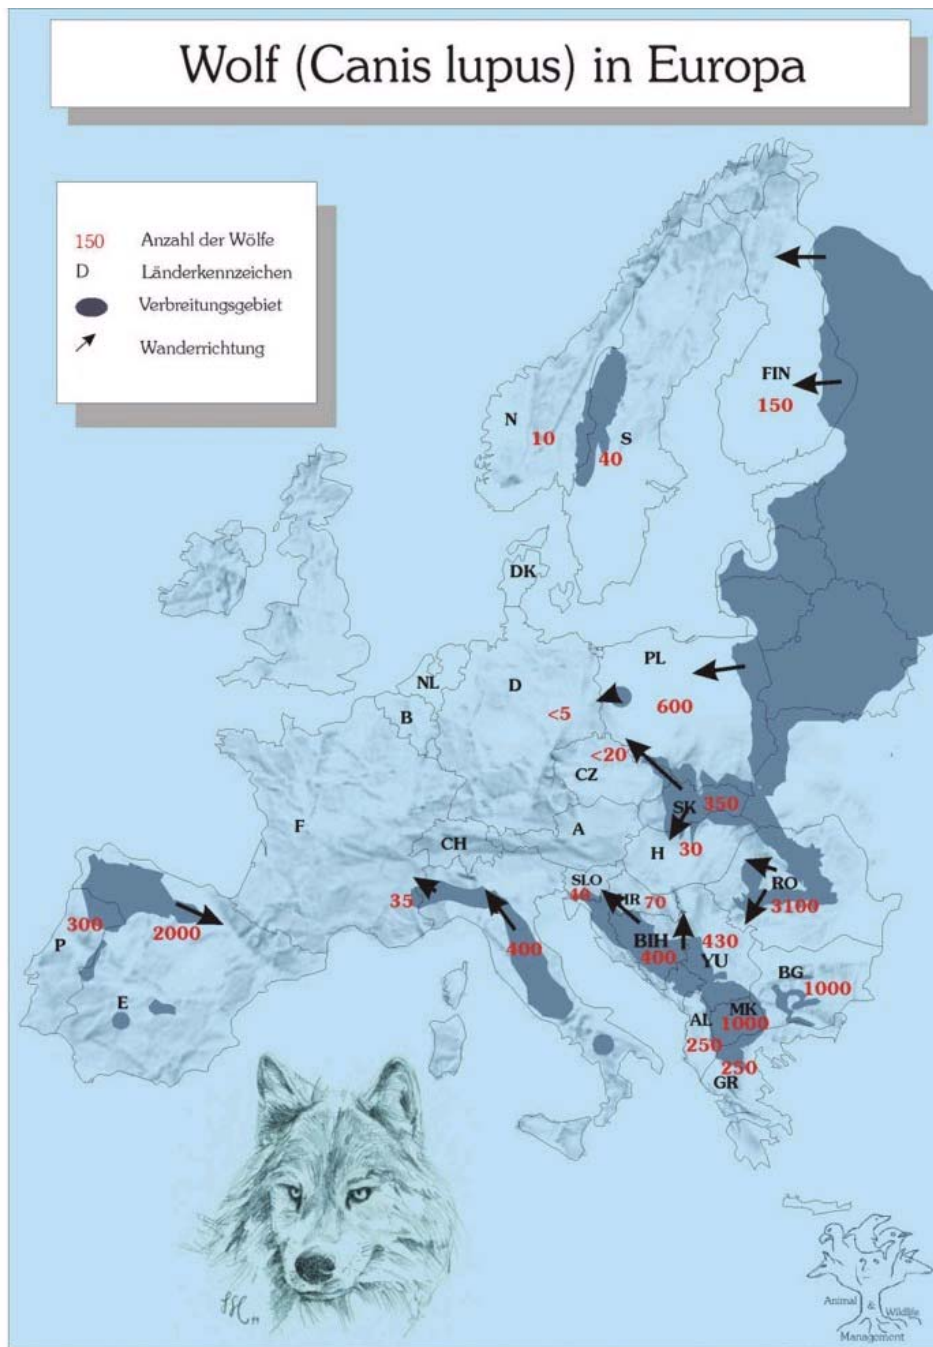 Wolf (Canis lupus) in Europa
150 Anzahl der Wölfe
D Länderkennzeichen
Verbreitungsgebiet
Wanderrichtung
FIN
150
N
10
S
40
DK
PL
600
NL
D
<5
B
<20
CZ
SK
350
F
CH
A
H
30
SLO
40
HR
70
RO
3100
35
P
300
2000
400
BIH
400
430
YU
BG
1000
E
AL
MK
1000
250
250
GR
Animal & Wildlife
Management